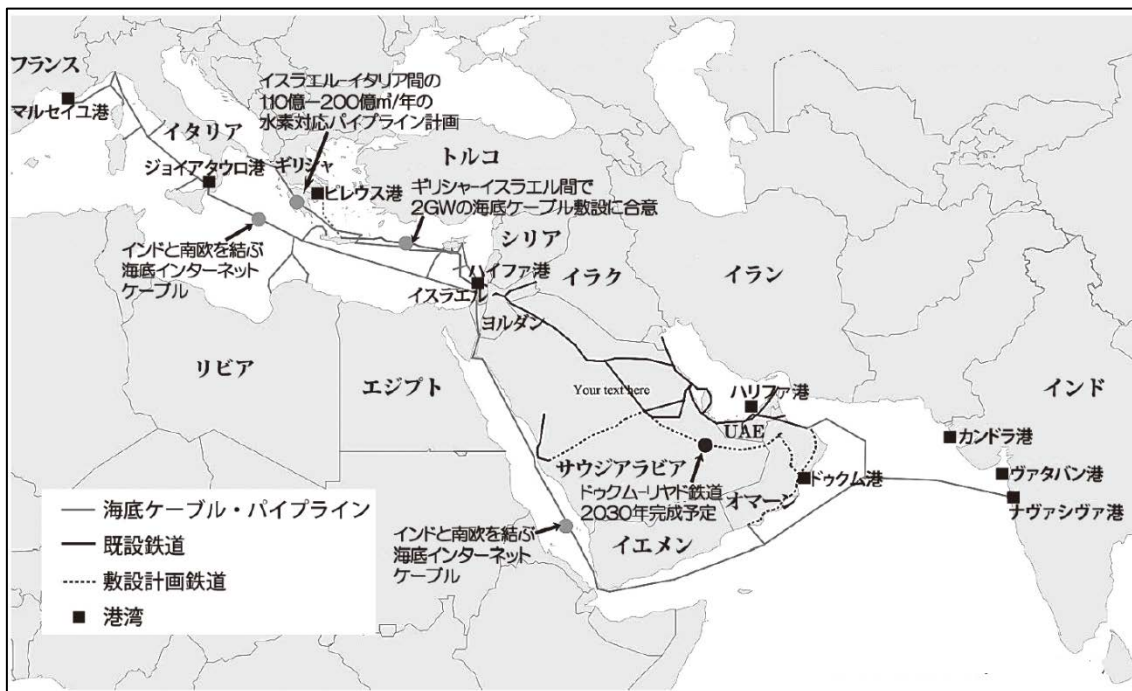 フランス
マルセイユ港
イタリア
イスラエル−イタリア間の
110億−200億㎥/年の
水素対応パイプライン計画
ジョイアタウロ港
ギリシャ
ピレウス港
トルコ
ギリシャ−イスラエル間で
2GWの海底ケーブル敷設に合意
インドと南欧を結ぶ
海底インターネット
ケーブル
シリア
ハイファ港
イスラエル
イラク
イラン
ヨルダン
リビア
エジプト
Your text here
ハリファ港
UAE
インド
カンドラ港
ヴァタバン港
ナヴァシヴァ港
サウジアラビア
ドゥクム港
ドゥクム−リヤド鉄道
2030年完成予定
オマーン
イエメン
インドと南欧を結ぶ
海底インターネット
ケーブル
海底ケーブル・パイプライン
既設鉄道
敷設計画鉄道
港湾